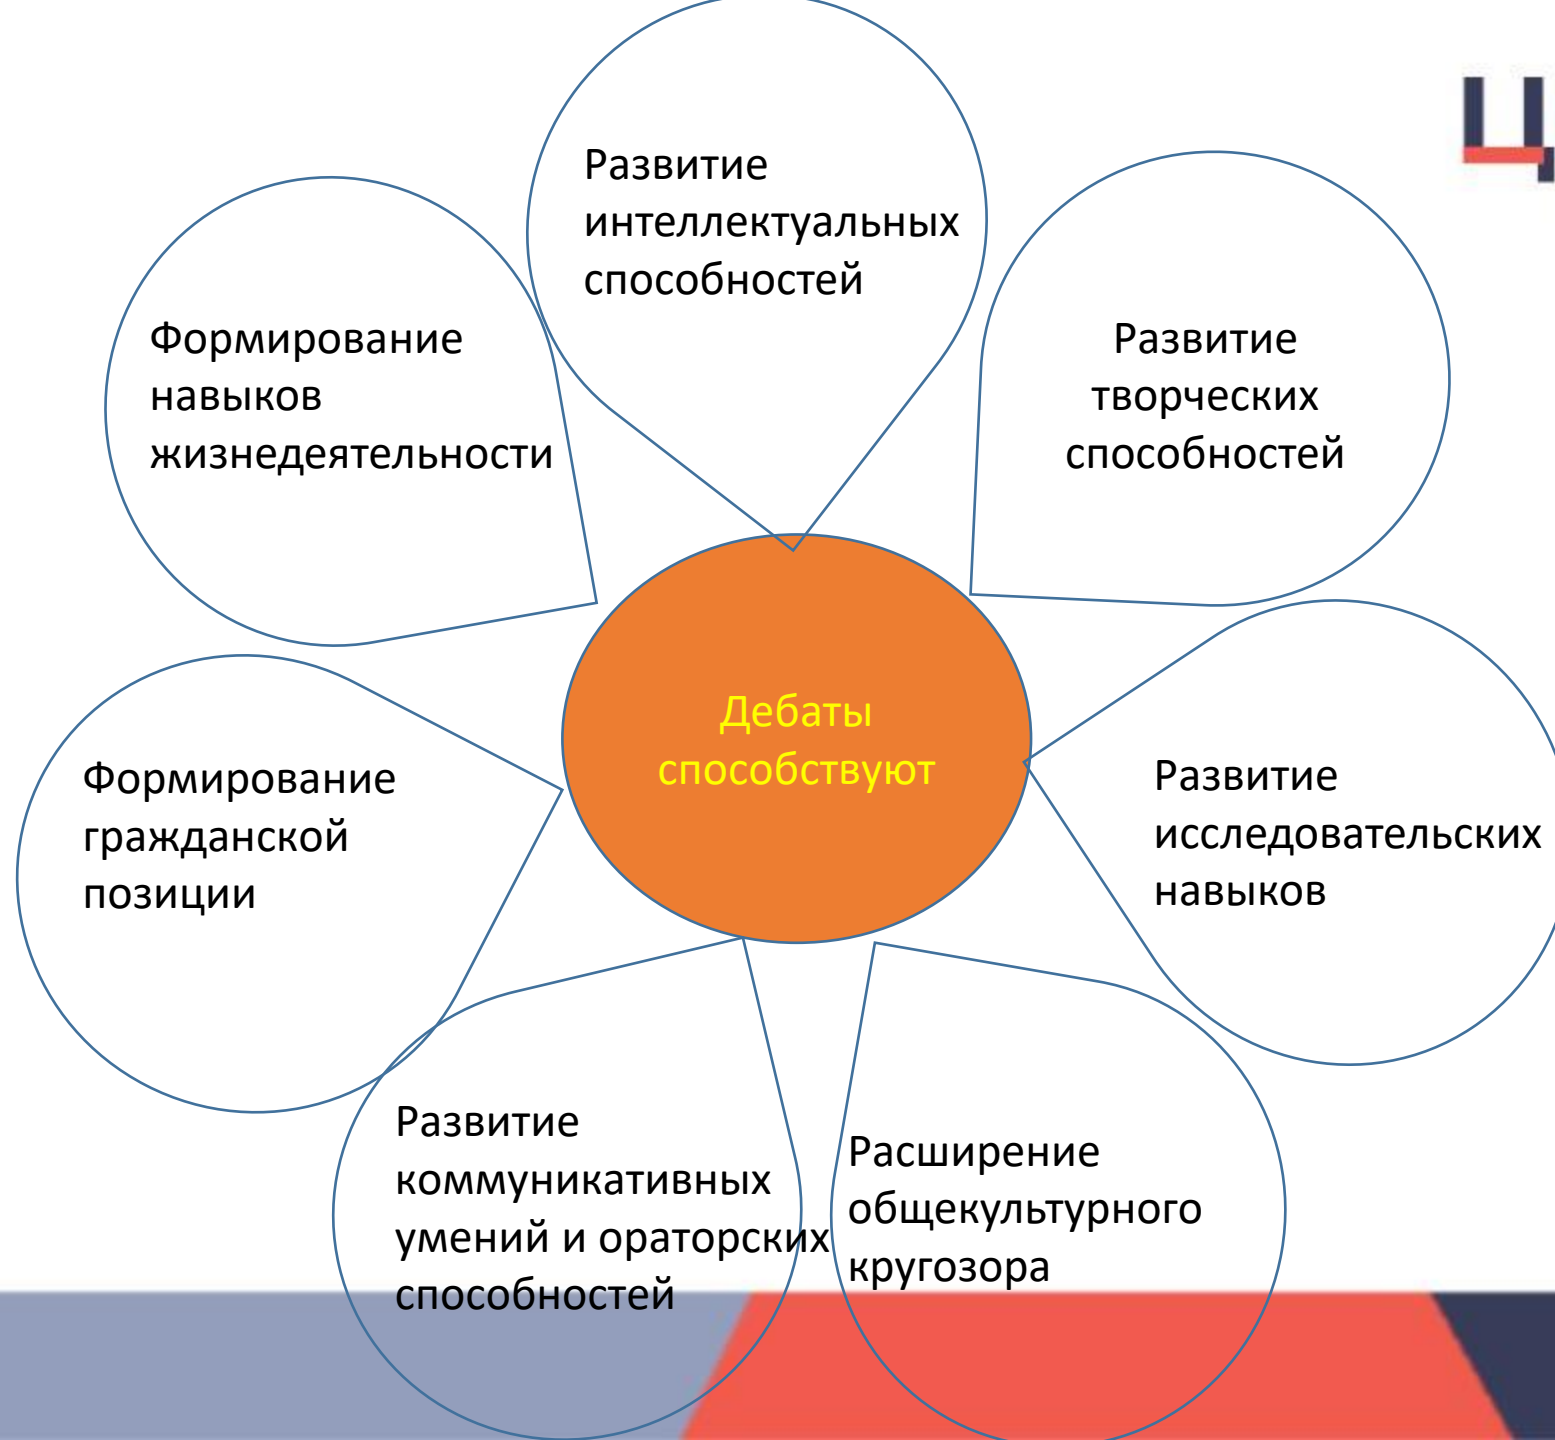 Ц
Развитие
интеллектуальных
способностей
Развитие
творческих
способностей
Формирование
навыков
жизнедеятельности
Дебаты
способствуют
Развитие
исследовательских
навыков
Формирование
гражданской
позиции
Развитие
коммуникативных
умений и ораторских
способностей
Расширение
общекультурного
кругозора